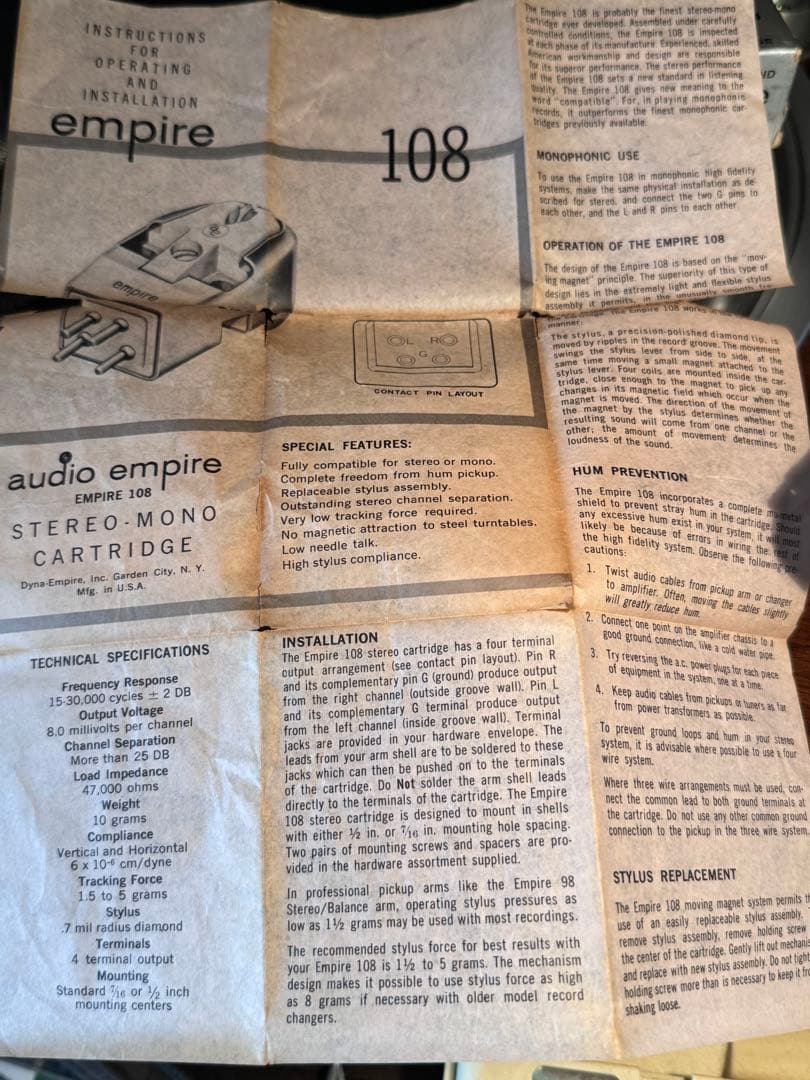 INSTRUCTIONS
FOR
OPERATING
AND
INSTALLATION
empire
108
empire
L R
G
CONTACT PIN LAYOUT
audio empire
EMPIRE 108
STEREO-MONO
CARTRIDGE
Dyna-Empire, Inc. Garden City, N. Y.
Mfg. in U.S.A.
SPECIAL FEATURES:
Fully compatible for stereo or mono.
Complete freedom from hum pickup.
Replaceable stylus assembly.
Outstanding stereo channel separation.
Very low tracking force required.
No magnetic attraction to steel turntables.
Low needle talk.
High stylus compliance.
TECHNICAL SPECIFICATIONS
Frequency Response
15-30,000 cycles ± 2 DB
Output Voltage
8.0 millivolts per channel
Channel Separation
More than 25 DB
Load Impedance
47,000 ohms
Weight
10 grams
Compliance
Vertical and Horizontal
6 x 10⁻⁶ cm/dyne
Tracking Force
1.5 to 5 grams
Stylus
.7 mil radius diamond
Terminals
4 terminal output
Mounting
Standard 7/16 or 1/2 inch
mounting centers
INSTALLATION
The Empire 108 stereo cartridge has a four terminal
output arrangement (see contact pin layout). Pin R
and its complementary pin G (ground) produce output
from the right channel (outside groove wall). Pin L
and its complementary G terminal produce output
from the left channel (inside groove wall). Terminal
jacks are provided in your hardware envelope. The
leads from your arm shell are to be soldered to these
jacks which can then be pushed on to the terminals
of the cartridge. Do Not solder the arm shell leads
directly to the terminals of the cartridge. The Empire
108 stereo cartridge is designed to mount in shells
with either 1/2 in. or 7/16 in. mounting hole spacing.
Two pairs of mounting screws and spacers are pro-
vided in the hardware assortment supplied.
In professional pickup arms like the Empire 98
Stereo/Balance arm, operating stylus pressures as
low as 1½ grams may be used with most recordings.
The recommended stylus force for best results with
your Empire 108 is 1½ to 5 grams. The mechanism
design makes it possible to use stylus force as high
as 8 grams if necessary with older model record
changers.
The Empire 108 is probably the finest stereo-mono
cartridge ever developed. Assembled under carefully
controlled conditions, the Empire 108 is inspected
at each phase of its manufacture. Experienced, skilled
American workmanship and design are responsible
for its superor performance. The stereo performance
of the Empire 108 sets a new standard in listening
quality. The Empire 108 gives new meaning to the
word "compatible". For, in playing monophonic
records, it outperforms the finest monophonic car-
tridges previously available.
MONOPHONIC USE
To use the Empire 108 in monophonic high fidelity
systems, make the same physical installation as de-
scribed for stereo, and connect the two G pins to
each other, and the L and R pins to each other.
OPERATION OF THE EMPIRE 108
The design of the Empire 108 is based on the "mov-
ing magnet" principle. The superiority of this type of
design lies in the extremely light and flexible stylus
assembly it permits, in the unusually smooth
The Empire 108 works
manner:
The stylus, a precision-polished diamond tip, is
moved by ripples in the record groove. The movement
swings the stylus lever from side to side, at the
same time moving a small magnet attached to the
stylus lever. Four coils are mounted inside the car-
tridge, close enough to the magnet to pick up any
changes in its magnetic field which occur when the
magnet is moved. The direction of the movement of
the magnet by the stylus determines whether the
resulting sound will come from one channel or the
other; the amount of movement determines the
loudness of the sound.
HUM PREVENTION
The Empire 108 incorporates a complete mu-metal
shield to prevent stray hum in the cartridge. Should
any excessive hum exist in your system, it will most
likely be because of errors in wiring the rest of
the high fidelity system. Observe the following pre-
cautions:
1. Twist audio cables from pickup arm or changer
to amplifier. Often, moving the cables slightly
will greatly reduce hum.
2. Connect one point on the amplifier chassis to a
good ground connection, like a cold water pipe.
3. Try reversing the a.c. power plugs for each piece
of equipment in the system, one at a time.
4. Keep audio cables from pickups or tuners as far
from power transformers as possible.
To prevent ground loops and hum in your stereo
system, it is advisable where possible to use a four
wire system.
Where three wire arrangements must be used, con-
nect the common lead to both ground terminals at
the cartridge. Do not use any other common ground
connection to the pickup in the three wire system.
STYLUS REPLACEMENT
The Empire 108 moving magnet system permits
use of an easily replaceable stylus assembly.
remove stylus assembly, remove holding screw
the center of the cartridge. Gently lift out
and replace with new stylus assembly. Do not
holding screw more than is necessary to keep it
shaking loose.